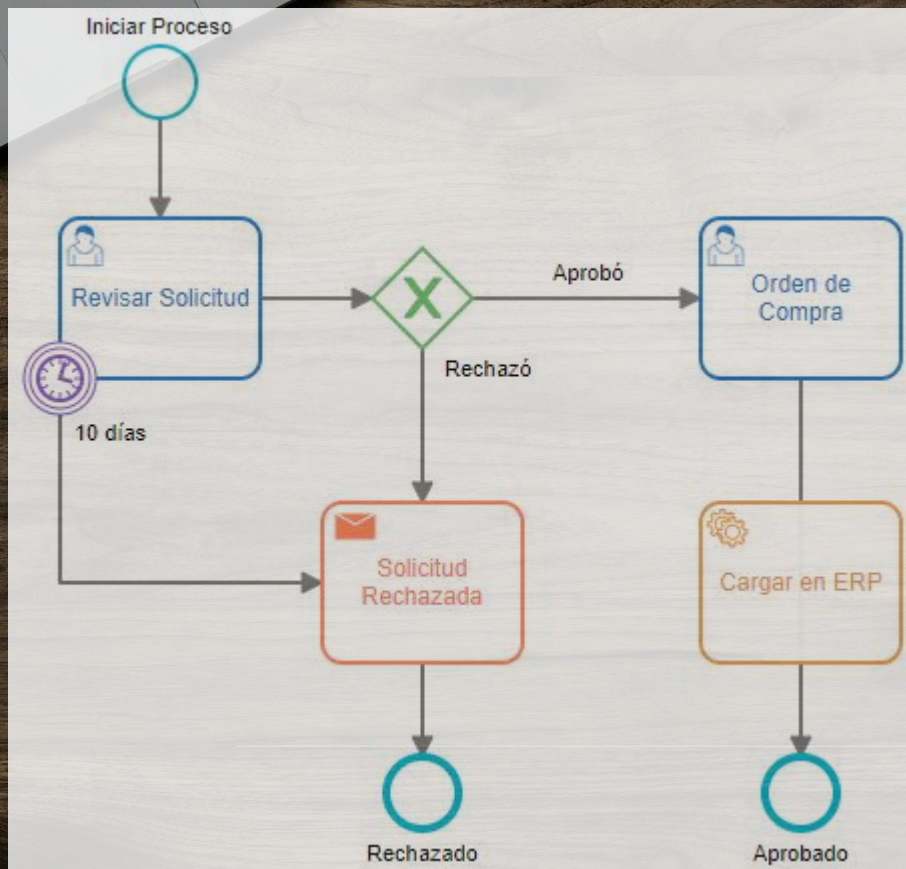 Iniciar Proceso
Revisar Solicitud
Aprobó
Orden de
Compra
Rechazó
10 días
Solicitud
Rechazada
Cargar en ERP
Rechazado
Aprobado